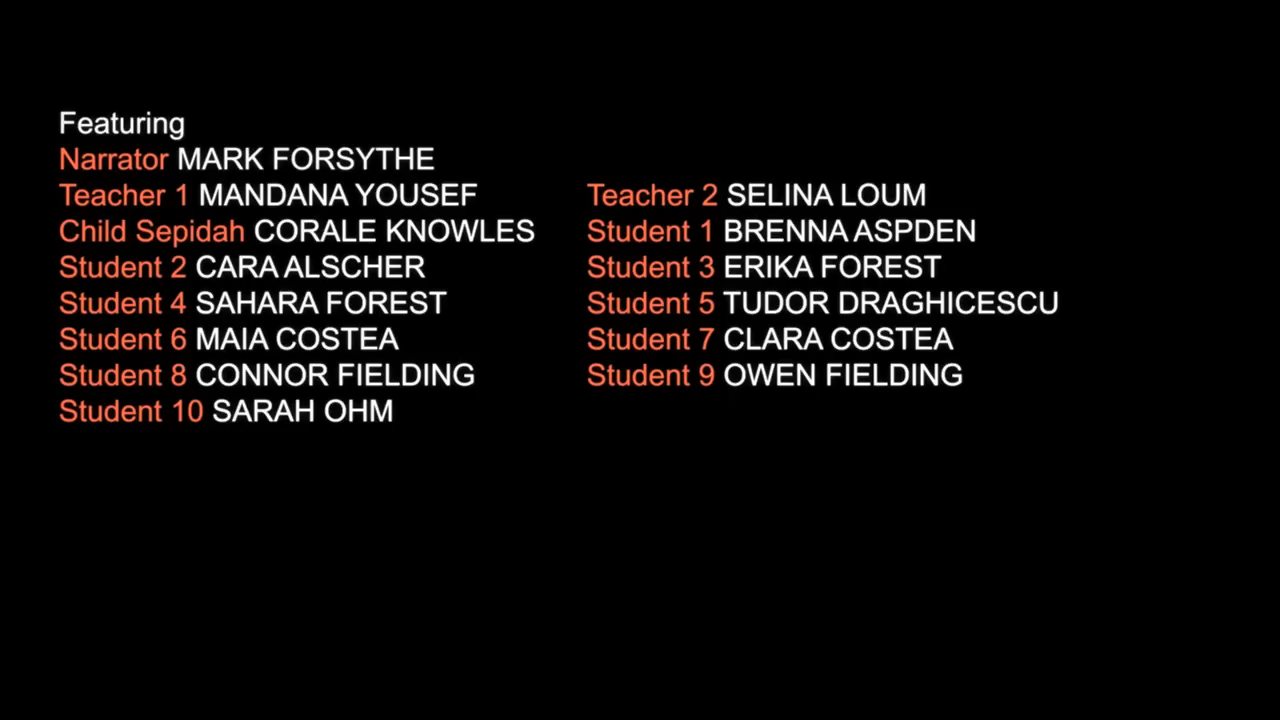 Featuring
Narrator MARK FORSYTHE
Teacher 1 MANDANA YOUSEF
Teacher 2 SELINA LOUM
Child Sepidah CORALE KNOWLES
Student 1 BRENNA ASPDEN
Student 2 CARA ALSCHER
Student 3 ERIKA FOREST
Student 4 SAHARA FOREST
Student 5 TUDOR DRAGHICESCU
Student 6 MAIA COSTEA
Student 7 CLARA COSTEA
Student 8 CONNOR FIELDING
Student 9 OWEN FIELDING
Student 10 SARAH OHM